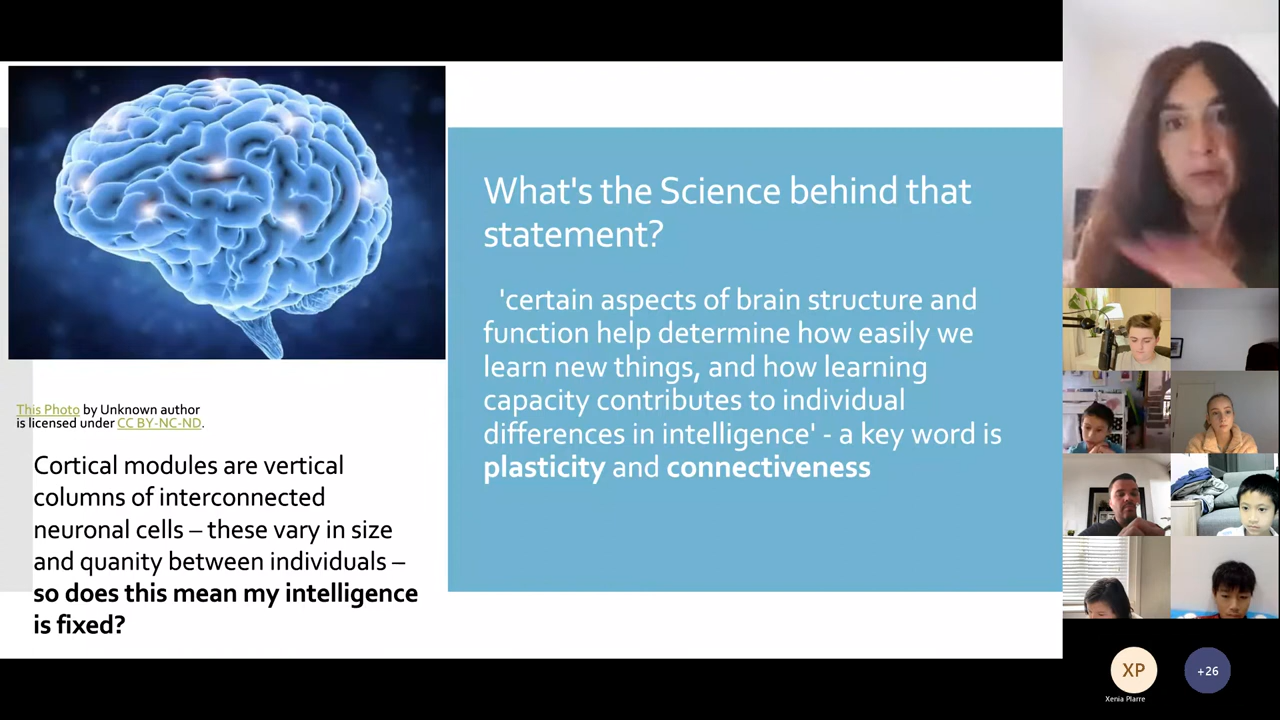 What's the Science behind that
statement?
'certain aspects of brain structure and
function help determine how easily we
learn new things, and how learning
capacity contributes to individual
differences in intelligence' - a key word is
plasticity and connectiveness
This Photo by Unknown author
is licensed under CC BY-NC-ND.
Cortical modules are vertical
columns of interconnected
neuronal cells – these vary in size
and quanity between individuals –
so does this mean my intelligence
is fixed?
XP
+26
Xenia Plarre